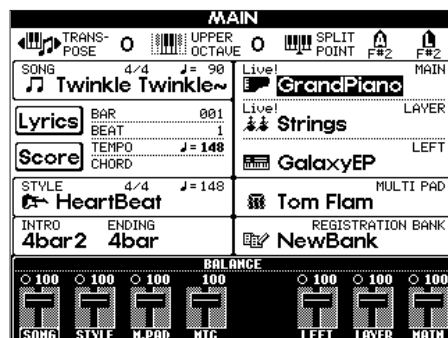 MAIN
TRANS-POSE 0 UPPER OCTAVE 0 SPLIT POINT A F#2 L F#2
SONG 4/4 ♩= 90
Twinkle Twinkle~
Lyrics BAR 001
BEAT 1
Score TEMPO ♩=148
CHORD
STYLE 4/4 ♩=148
HeartBeat
INTRO ENDING
4bar2 4bar
Live! MAIN
GrandPiano
Live! LAYER
Strings
LEFT
GalaxyEP
MULTI PAD
Tom Flam
REGISTRATION BANK
NewBank
BALANCE
100 100 100 100 100 100 100
SONG STYLE M.PAD MIC LEFT LAYER MAIN